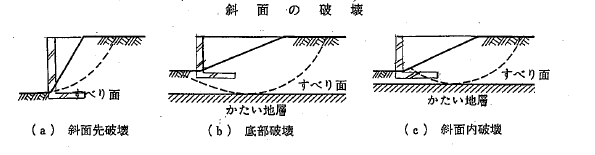 斜面の破壊
すべり面
すべり面
すべり面
かたい地層
かたい地層
(a) 斜面先破壊
(b) 底部破壊
(c) 斜面内破壊